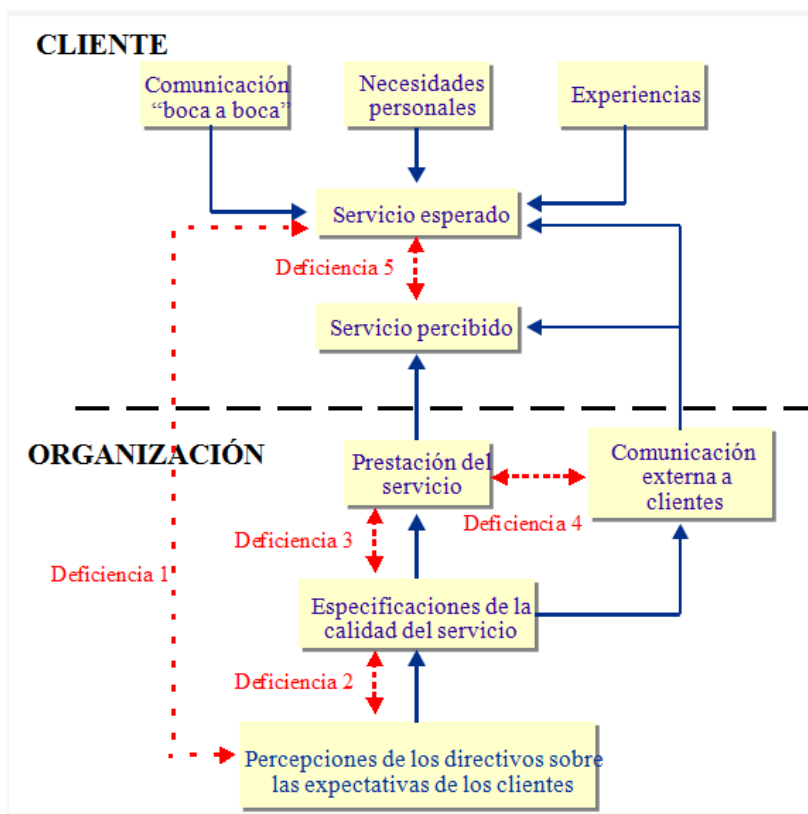 CLIENTE
Comunicación
“boca a boca”
Necesidades
personales
Experiencias
Servicio esperado
Deficiencia 5
Servicio percibido
ORGANIZACIÓN
Prestación del
servicio
Comunicación
externa a
clientes
Deficiencia 4
Deficiencia 3
Deficiencia 1
Especificaciones de la
calidad del servicio
Deficiencia 2
Percepciones de los directivos sobre
las expectativas de los clientes